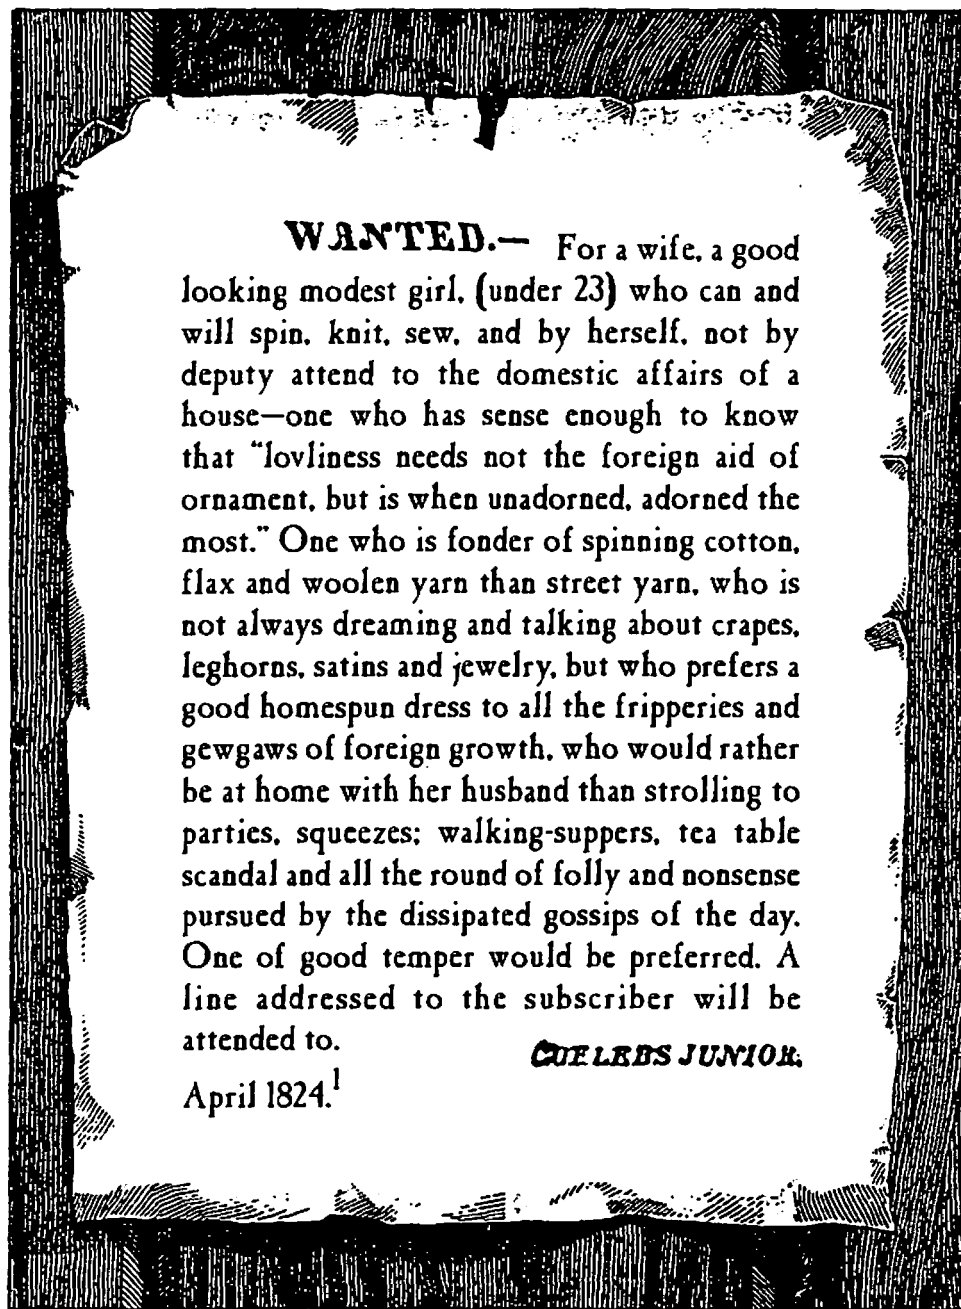 WANTED.— For a wife, a good
looking modest girl, (under 23) who can and
will spin, knit, sew, and by herself, not by
deputy attend to the domestic affairs of a
house—one who has sense enough to know
that "lovliness needs not the foreign aid of
ornament, but is when unadorned, adorned the
most." One who is fonder of spinning cotton,
flax and woolen yarn than street yarn, who is
not always dreaming and talking about crapes,
leghorns, satins and jewelry, but who prefers a
good homespun dress to all the fripperies and
gewgaws of foreign growth, who would rather
be at home with her husband than strolling to
parties, squeezes; walking-suppers, tea table
scandal and all the round of folly and nonsense
pursued by the dissipated gossips of the day.
One of good temper would be preferred. A
line addressed to the subscriber will be
attended to.
COELEBS JUNIOR.
April 1824.¹